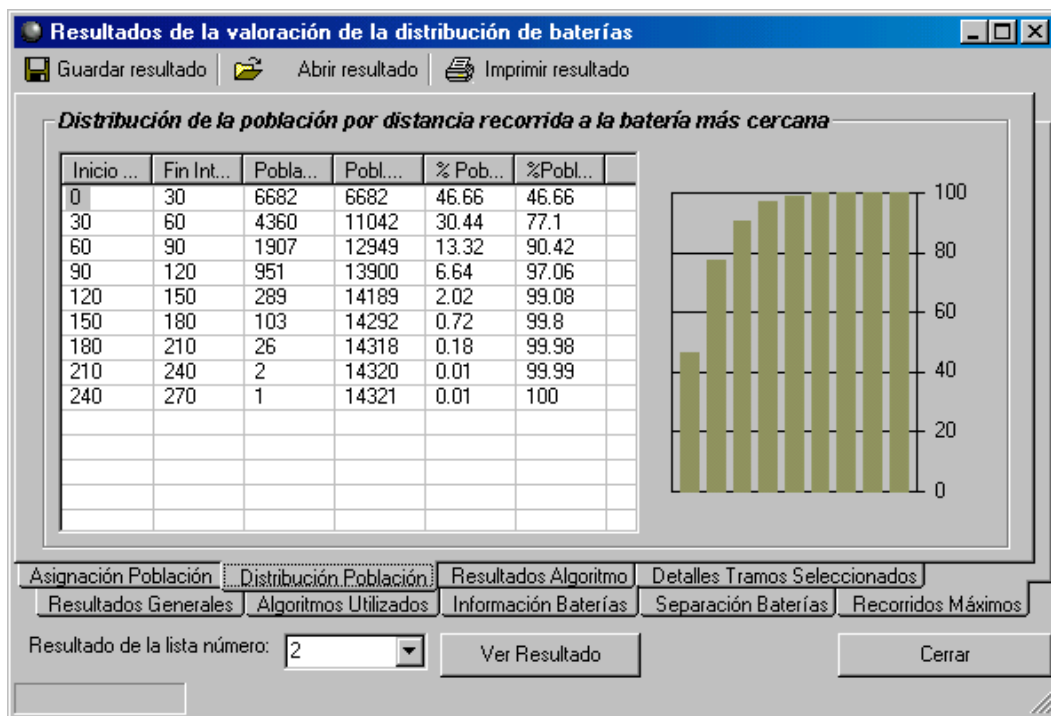 Resultados de la valoración de la distribución de baterías
Guardar resultado Abrir resultado Imprimir resultado
Distribución de la población por distancia recorrida a la batería más cercana
Inicio ... Fin Int... Pobla... Pobl.... % Pob... %Pobl...
0 30 6682 6682 46.66 46.66
30 60 4360 11042 30.44 77.1
60 90 1907 12949 13.32 90.42
90 120 951 13900 6.64 97.06
120 150 289 14189 2.02 99.08
150 180 103 14292 0.72 99.8
180 210 26 14318 0.18 99.98
210 240 2 14320 0.01 99.99
240 270 1 14321 0.01 100
100
80
60
40
20
0
Asignación Población Distribución Población Resultados Algoritmo Detalles Tramos Seleccionados
Resultados Generales Algoritmos Utilizados Información Baterías Separación Baterías Recorridos Máximos
Resultado de la lista número: 2 Ver Resultado Cerrar